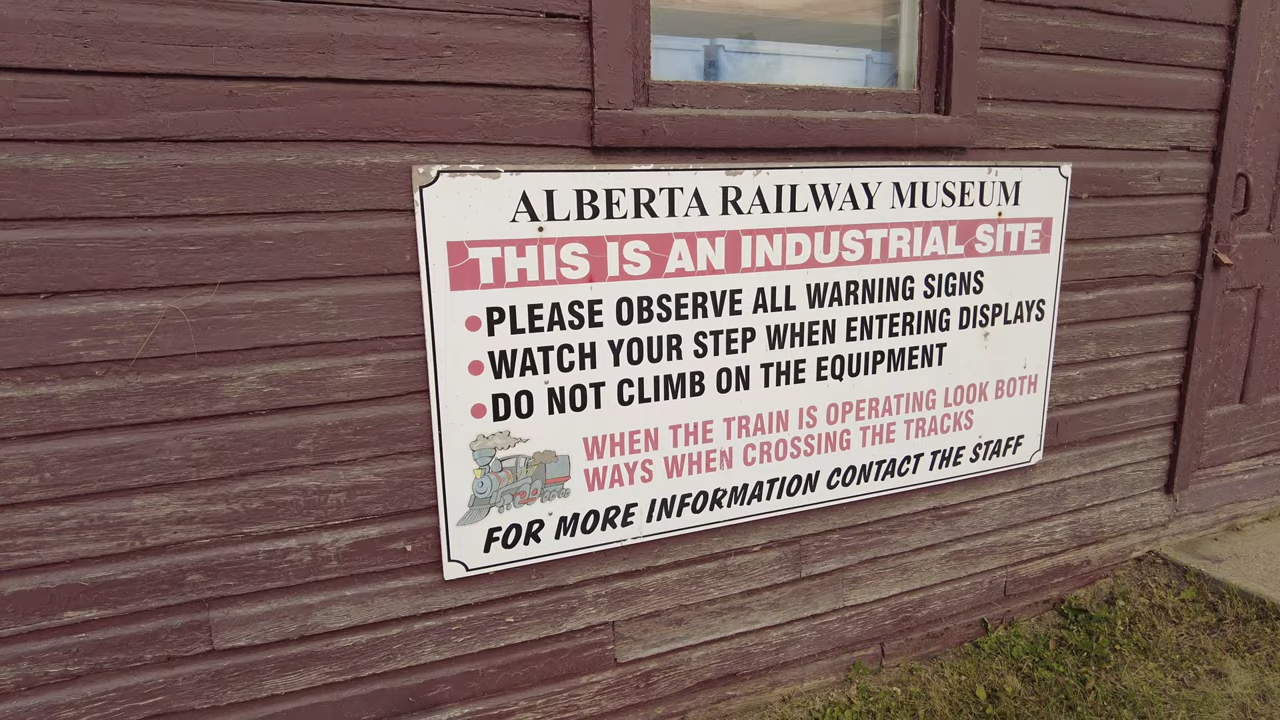 ALBERTA RAILWAY MUSEUM
THIS IS AN INDUSTRIAL SITE
• PLEASE OBSERVE ALL WARNING SIGNS
• WATCH YOUR STEP WHEN ENTERING DISPLAYS
• DO NOT CLIMB ON THE EQUIPMENT
WHEN THE TRAIN IS OPERATING LOOK BOTH
WAYS WHEN CROSSING THE TRACKS
FOR MORE INFORMATION CONTACT THE STAFF